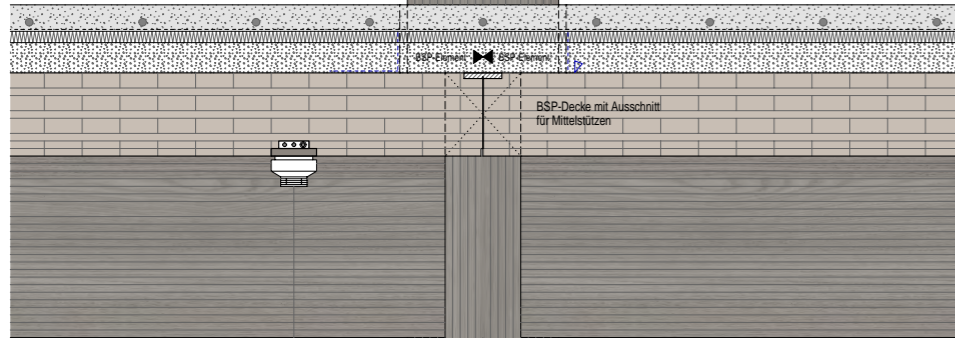 BSP-Element BSP-Element
BSP-Decke mit Ausschnitt
für Mittelstützen